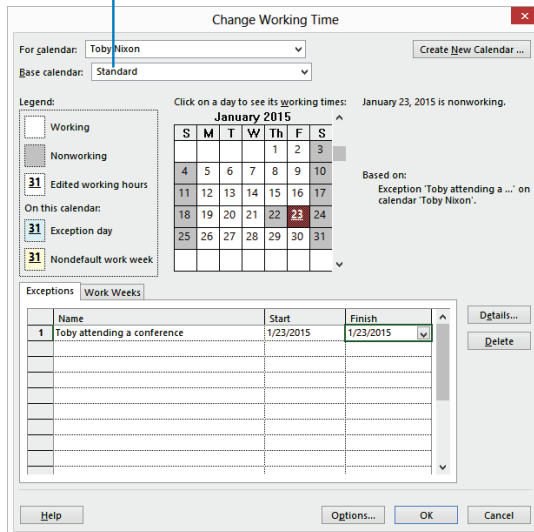 Change Working Time
For calendar: Toby Nixon
Create New Calendar ...
Base calendar: Standard
Legend:
Working
Nonworking
31 Edited working hours
On this calendar:
31 Exception day
31 Nondefault work week
Click on a day to see its working times:
January 2015
S M T W Th F S
1 2 3
4 5 6 7 8 9 10
11 12 13 14 15 16 17
18 19 20 21 22 23 24
25 26 27 28 29 30 31
January 23, 2015 is nonworking.
Based on:
Exception 'Toby attending a ...' on
calendar 'Toby Nixon'.
Exceptions Work Weeks
Name Start Finish
1 Toby attending a conference 1/23/2015 1/23/2015
Details...
Delete
Help
Options...
OK
Cancel